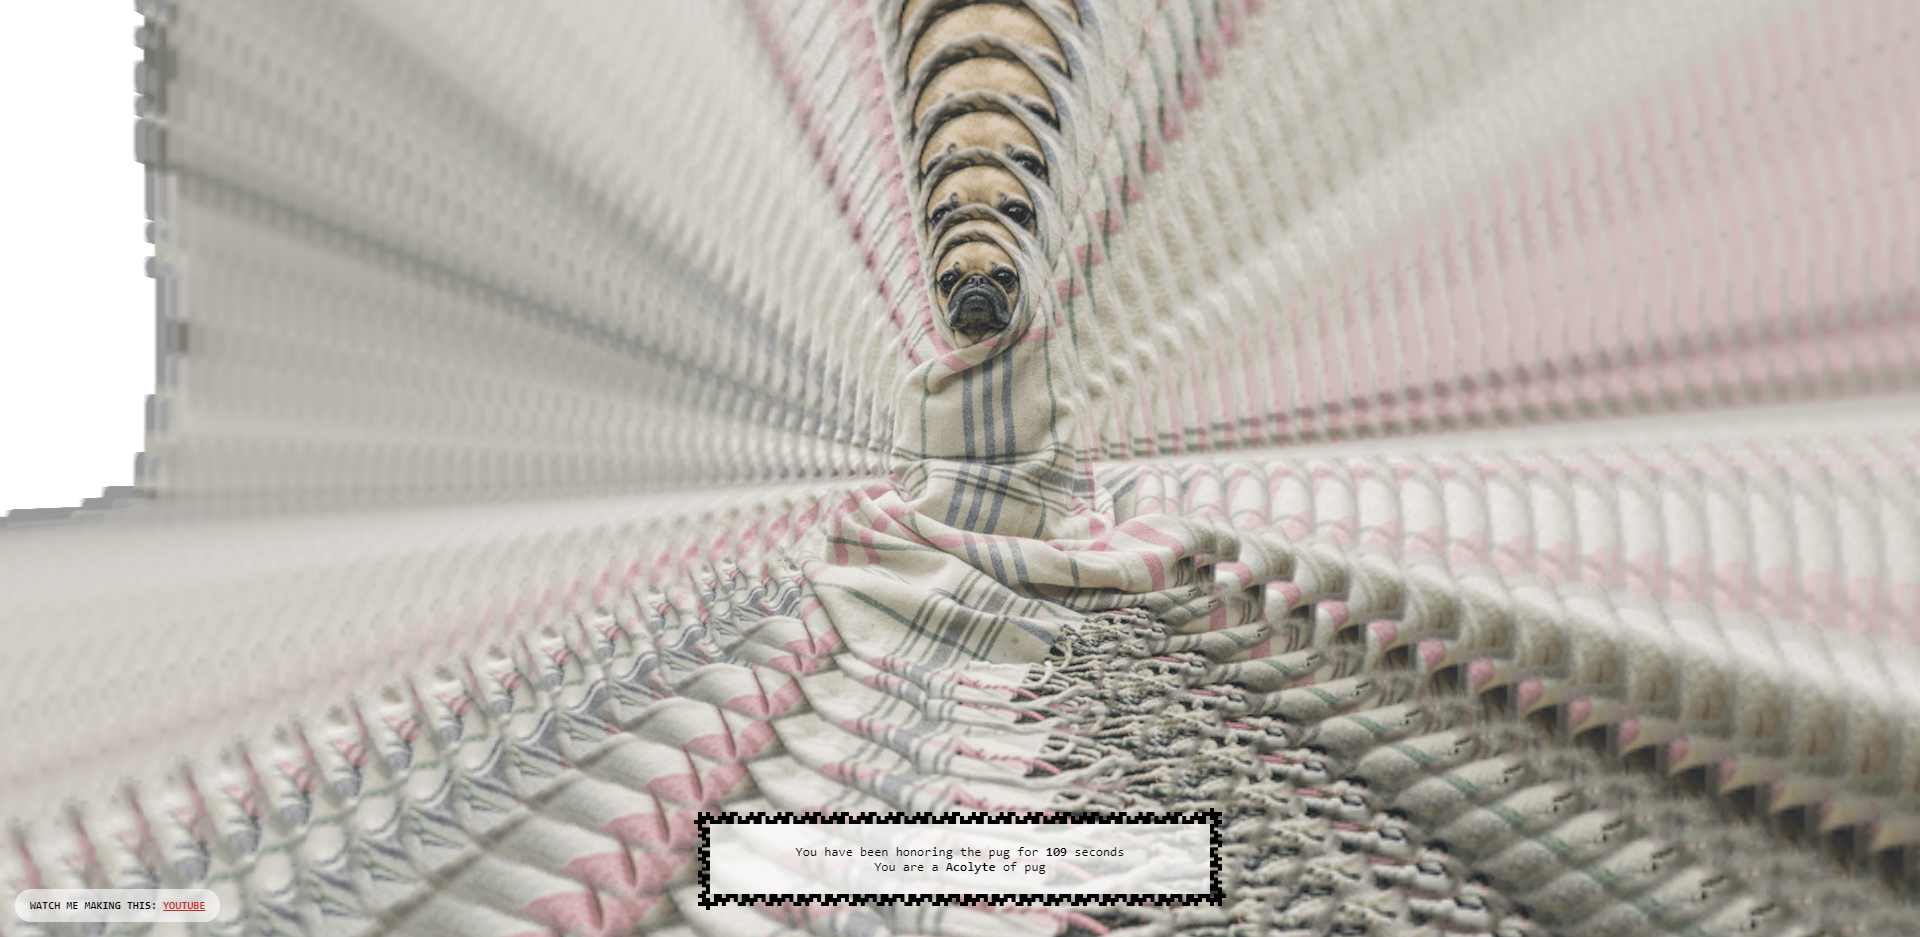 You have been honoring the pug for 109 seconds
You are a Acolyte of pug
WATCH ME MAKING THIS: YOUTUBE